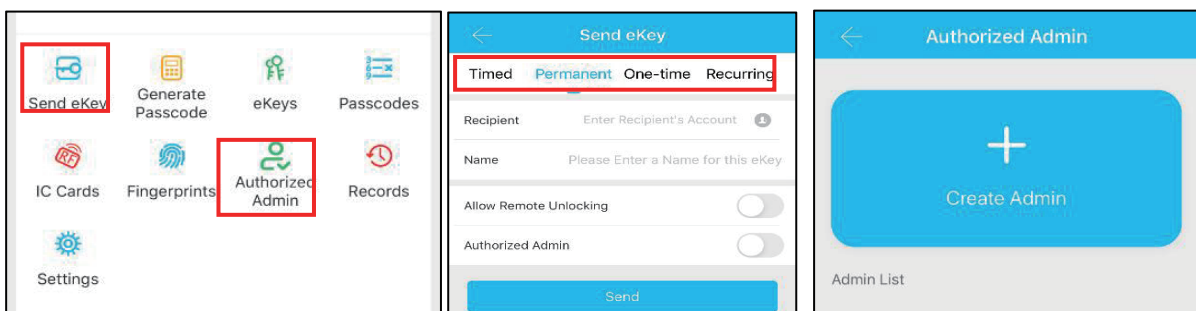 Send eKey
Generate
Passcode
eKeys
Passcodes
IC Cards
Fingerprints
Authorized
Admin
Records
Settings
Send eKey
Timed Permanent One-time Recurring
Recipient Enter Recipient's Account
Name Please Enter a Name for this eKey
Allow Remote Unlocking
Authorized Admin
Send
Authorized Admin
Create Admin
Admin List